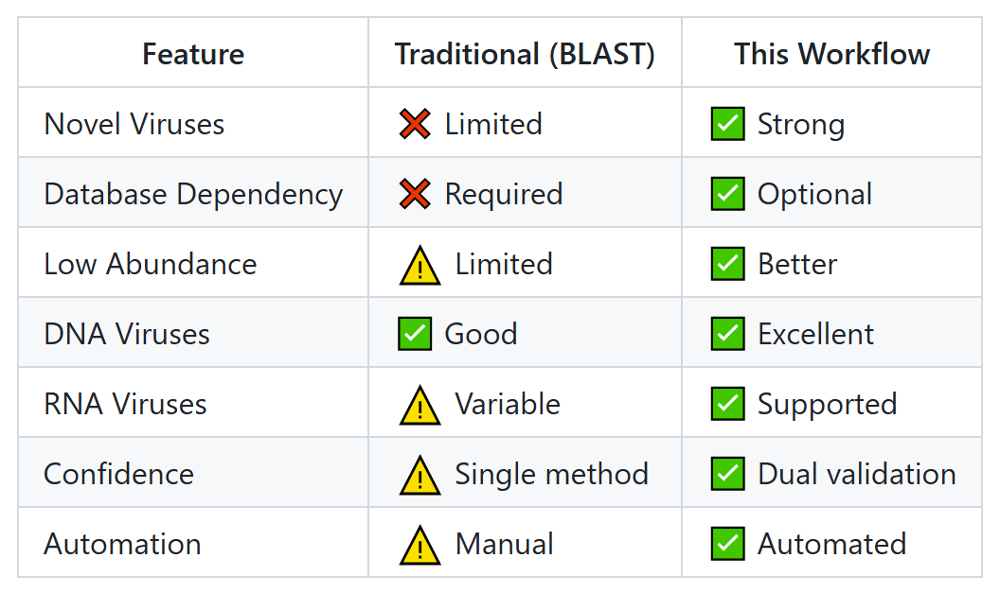 Feature Traditional (BLAST) This Workflow
Novel Viruses ❌ Limited ✅ Strong
Database Dependency ❌ Required ✅ Optional
Low Abundance ⚠️ Limited ✅ Better
DNA Viruses ✅ Good ✅ Excellent
RNA Viruses ⚠️ Variable ✅ Supported
Confidence ⚠️ Single method ✅ Dual validation
Automation ⚠️ Manual ✅ Automated